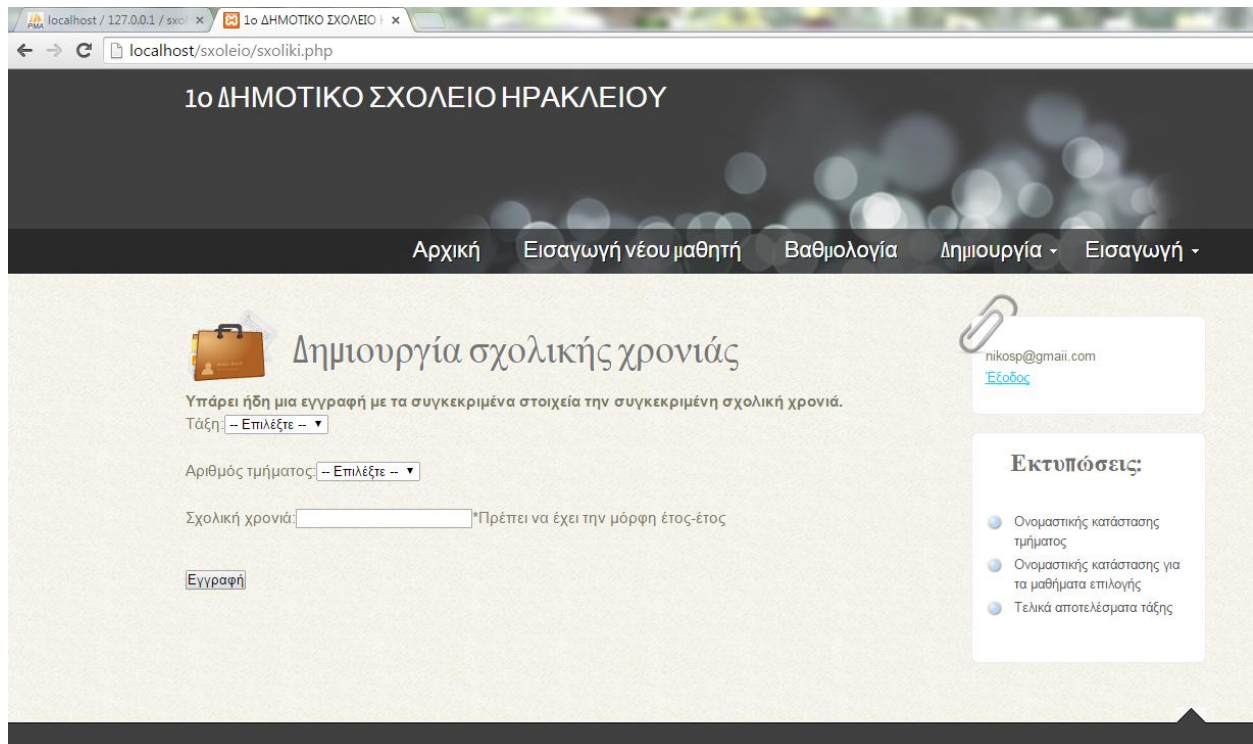 localhost / 127.0.0.1 / sxol
1ο ΔΗΜΟΤΙΚΟ ΣΧΟΛΕΙΟ Η
localhost/sxoleio/sxoliki.php
1ο ΔΗΜΟΤΙΚΟ ΣΧΟΛΕΙΟ ΗΡΑΚΛΕΙΟΥ
Αρχική Εισαγωγή νέου μαθητή Βαθμολογία Δημιουργία Εισαγωγή
Δημιουργία σχολικής χρονιάς
Υπάρει ήδη μια εγγραφή με τα συγκεκριμένα στοιχεία την συγκεκριμένη σχολική χρονιά.
Τάξη: -- Επιλέξτε --
Αριθμός τμήματος: -- Επιλέξτε --
Σχολική χρονιά: *Πρέπει να έχει την μόρφη έτος-έτος
Εγγραφή
nikosp@gmaii.com
Έξοδος
Εκτυπώσεις:
Ονομαστικής κατάστασης
τμήματος
Ονομαστικής κατάστασης για
τα μαθήματα επιλογής
Τελικά αποτελέσματα τάξης